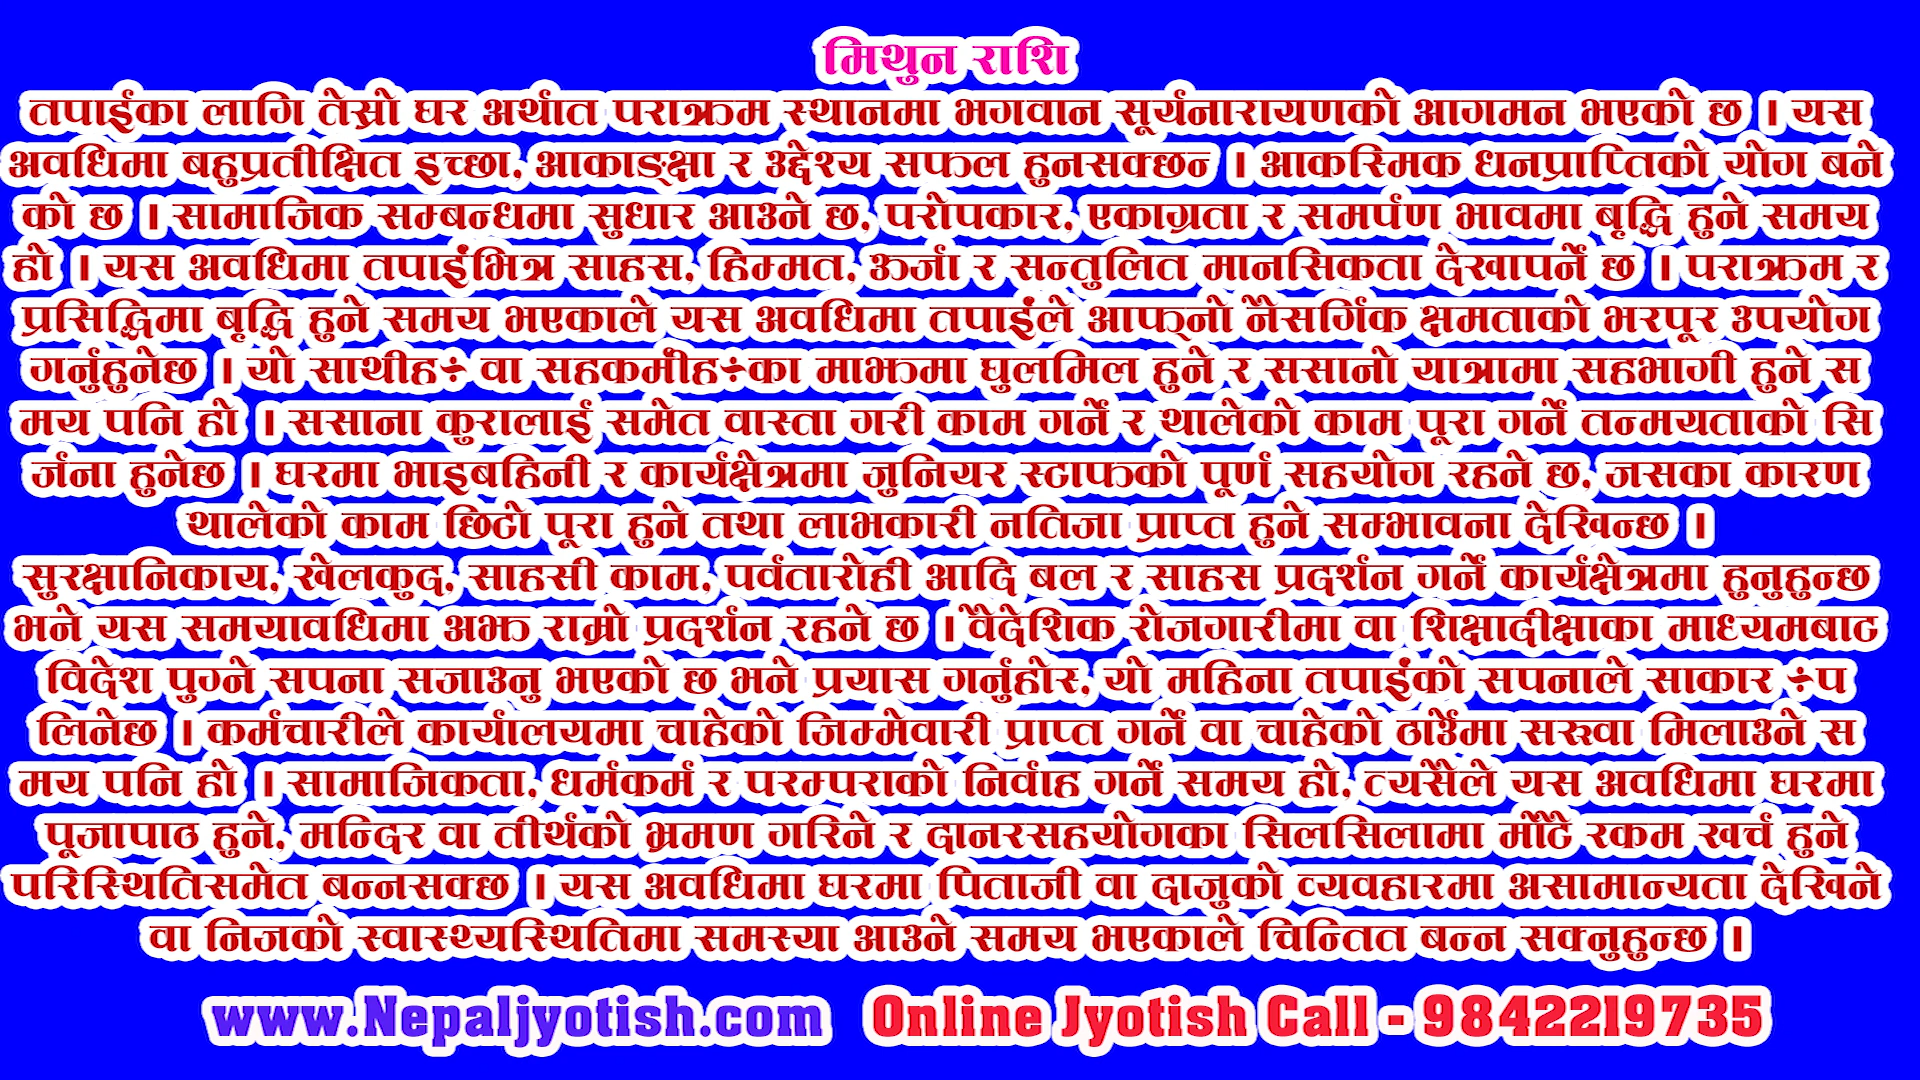 मिथुन राशि
तपाईका लागि तेस्रो घर अर्थात पराक्रम स्थानमा भगवान सूर्यनारायणको आगमन भएको छ । यस
अवधिमा बहुप्रतीक्षित इच्छा, आकाङ्क्षा र उद्देश्य सफल हुनसक्छन । आकस्मिक धनप्राप्तिको योग बने
को छ । सामाजिक सम्बन्धमा सुधार आउने छ, परोपकार, एकाग्रता र समर्पण भावमा बृद्धि हुने समय
हो । यस अवधिमा तपाईंभित्र साहस, हिम्मत, ऊर्जा र सन्तुलित मानसिकता देखापर्ने छ । पराक्रम र
प्रसिद्धिमा बृद्धि हुने समय भएकाले यस अवधिमा तपाईंले आफ्नो नैसर्गिक क्षमताको भरपूर उपयोग
गर्नुहुनेछ । यो साथीह÷ वा सहकर्मीह÷का माझमा घुलमिल हुने र ससानो यात्रामा सहभागी हुने स
मय पनि हो । ससाना कुरालाई समेत वास्ता गरी काम गर्ने र थालेको काम पूरा गर्ने तन्मयताको सि
र्जना हुनेछ । घरमा भाइबहिनी र कार्यक्षेत्रमा जुनियर स्टाफको पूर्ण सहयोग रहने छ, जसका कारण
थालेको काम छिटो पूरा हुने तथा लाभकारी नतिजा प्राप्त हुने सम्भावना देखिन्छ ।
सुरक्षानिकाय, खेलकुद, साहसी काम, पर्वतारोही आदि बल र साहस प्रदर्शन गर्ने कार्यक्षेत्रमा हुनुहुन्छ
भने यस समयावधिमा अझ राम्रो प्रदर्शन रहने छ । वैदेशिक रोजगारीमा वा शिक्षादीक्षाका माध्यमबाट
विदेश पुग्ने सपना सजाउनु भएको छ भने प्रयास गर्नुहोर, यो महिना तपाईंको सपनाले साकार ÷प
लिनेछ । कर्मचारीले कार्यालयमा चाहेको जिम्मेवारी प्राप्त गर्ने वा चाहेको ठाउँमा सरुवा मिलाउने स
मय पनि हो । सामाजिकता, धर्मकर्म र परम्पराको निर्वाह गर्ने समय हो, त्यसैले यस अवधिमा घरमा
पूजापाठ हुने, मन्दिर वा तीर्थको भ्रमण गरिने र दानरसहयोगका सिलसिलामा मोटै रकम खर्च हुने
परिस्थितिसमेत बन्नसक्छ । यस अवधिमा घरमा पिताजी वा दाजुको व्यवहारमा असामान्यता देखिने
वा निजको स्वास्थ्यस्थितिमा समस्या आउने समय भएकाले चिन्तित बन्न सक्नुहुन्छ ।
www.Nepaljyotish.com Online Jyotish Call - 9842219735